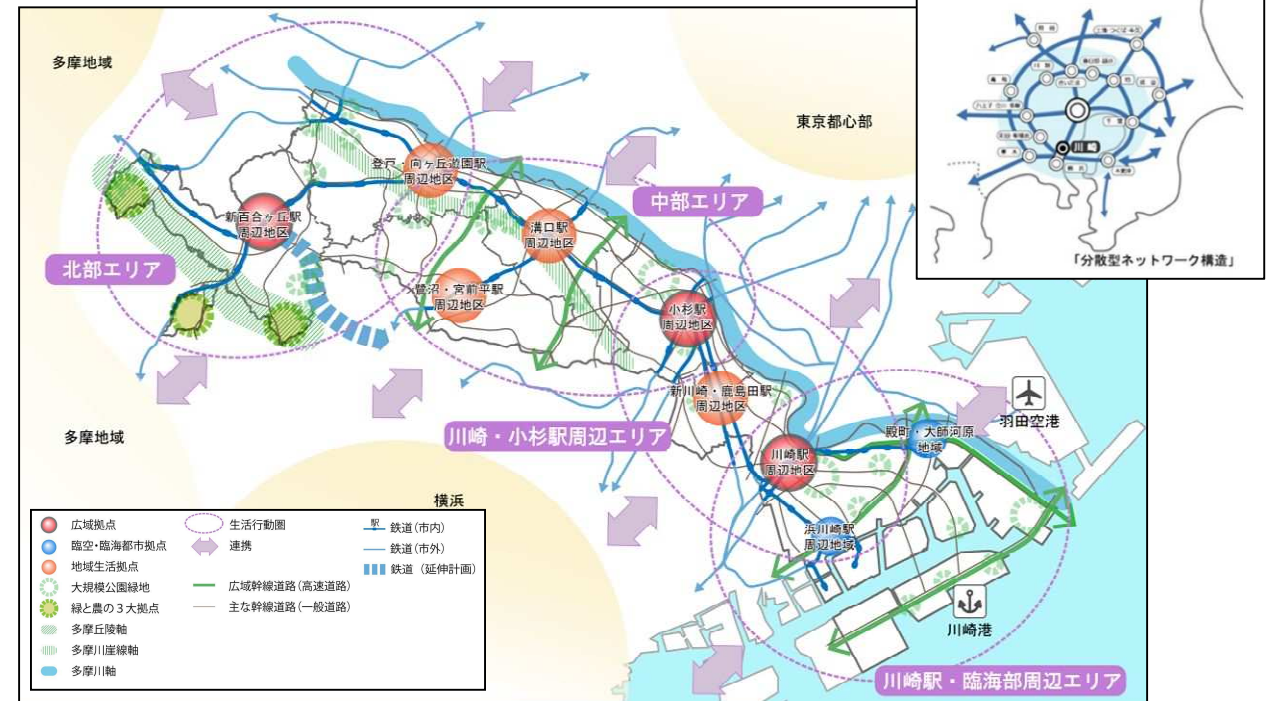 多摩地域
東京都心部
登戸・向ヶ丘遊園駅
周辺地区
中部エリア
新百合ヶ丘駅
周辺地区
溝口駅
周辺地区
北部エリア
鷺沼・宮前平駅
周辺地区
小杉駅
周辺地区
新川崎・鹿島田駅
周辺地区
羽田空港
多摩地域
川崎・小杉駅周辺エリア
殿町・大師河原
地域
川崎駅
周辺地区
横浜
浜川崎駅
周辺地域
川崎港
川崎駅・臨海部周辺エリア
広域拠点
臨空・臨海都市拠点
地域生活拠点
大規模公園緑地
緑と農の3大拠点
多摩丘陵軸
多摩川崖線軸
多摩川軸
生活行動圏
連携
広域幹線道路(高速道路)
主な幹線道路(一般道路)
駅
鉄道(市内)
鉄道(市外)
鉄道(延伸計画)
川崎
千葉
木更津
「分散型ネットワーク構造」